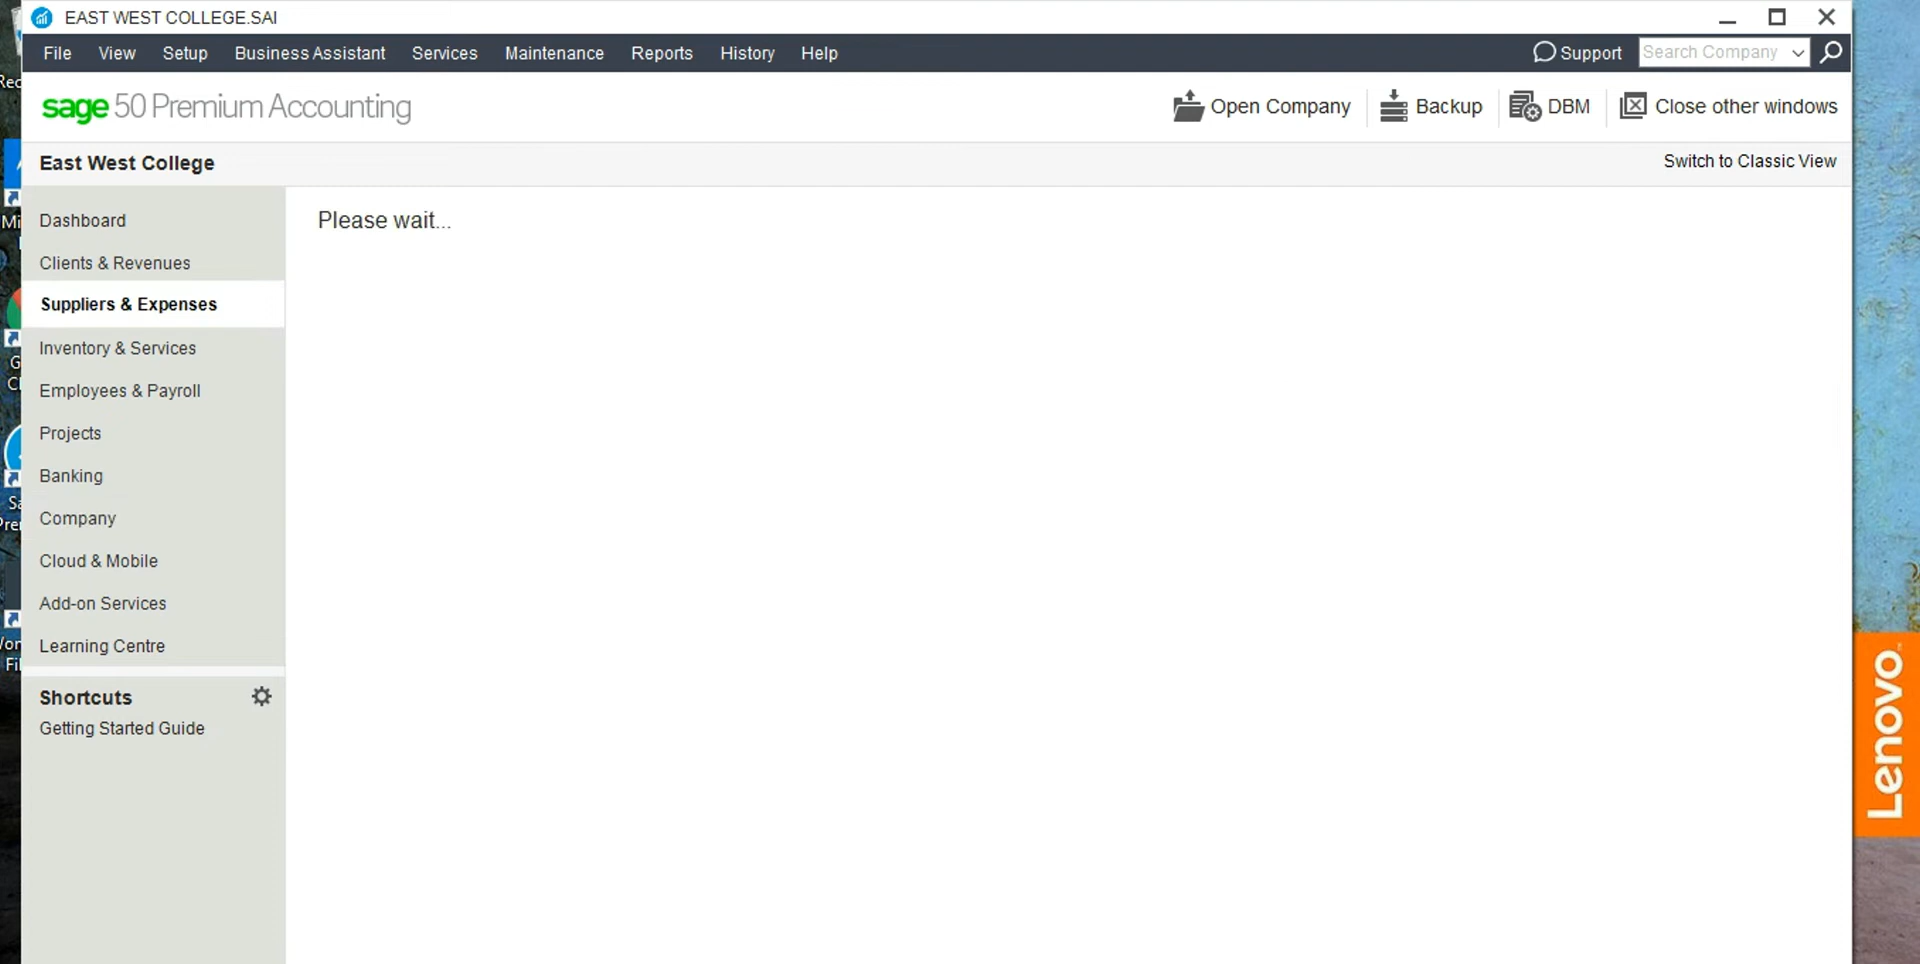 EAST WEST COLLEGE.SAI
File View Setup Business Assistant Services Maintenance Reports History Help
Support Search Company
sage 50 Premium Accounting
Open Company Backup DBM Close other windows
East West College
Switch to Classic View
Dashboard
Please wait...
Clients & Revenues
Suppliers & Expenses
Inventory & Services
Employees & Payroll
Projects
Banking
Company
Cloud & Mobile
Add-on Services
Learning Centre
Shortcuts
Getting Started Guide
Lenovo